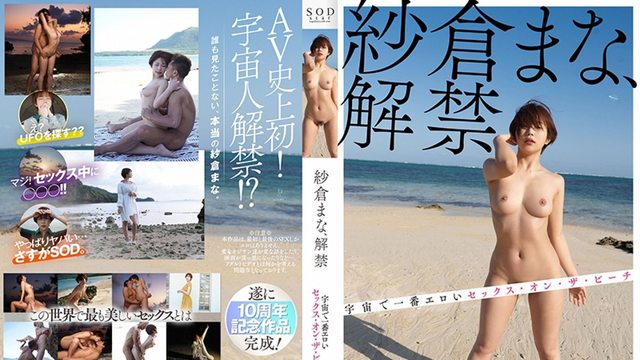 誰も見たことない、本当の紗倉まな。
AV史上初!
宇宙人解禁!?
えっ
UFOを探す??
マジ!セックス中に
◯◯◯!!
やっぱりヤバい…
さすがSOD。
この世界で最も美しいセックスとは
※注意※
遂に
10周年
記念作品
完成!
SOD
star
紗倉まな、解禁
宇宙で一番エロい
セックス・オン・ザ・ビーチ
紗倉まな、
解禁
宇宙で一番エロいセックス・オン・ザ・ビーチ